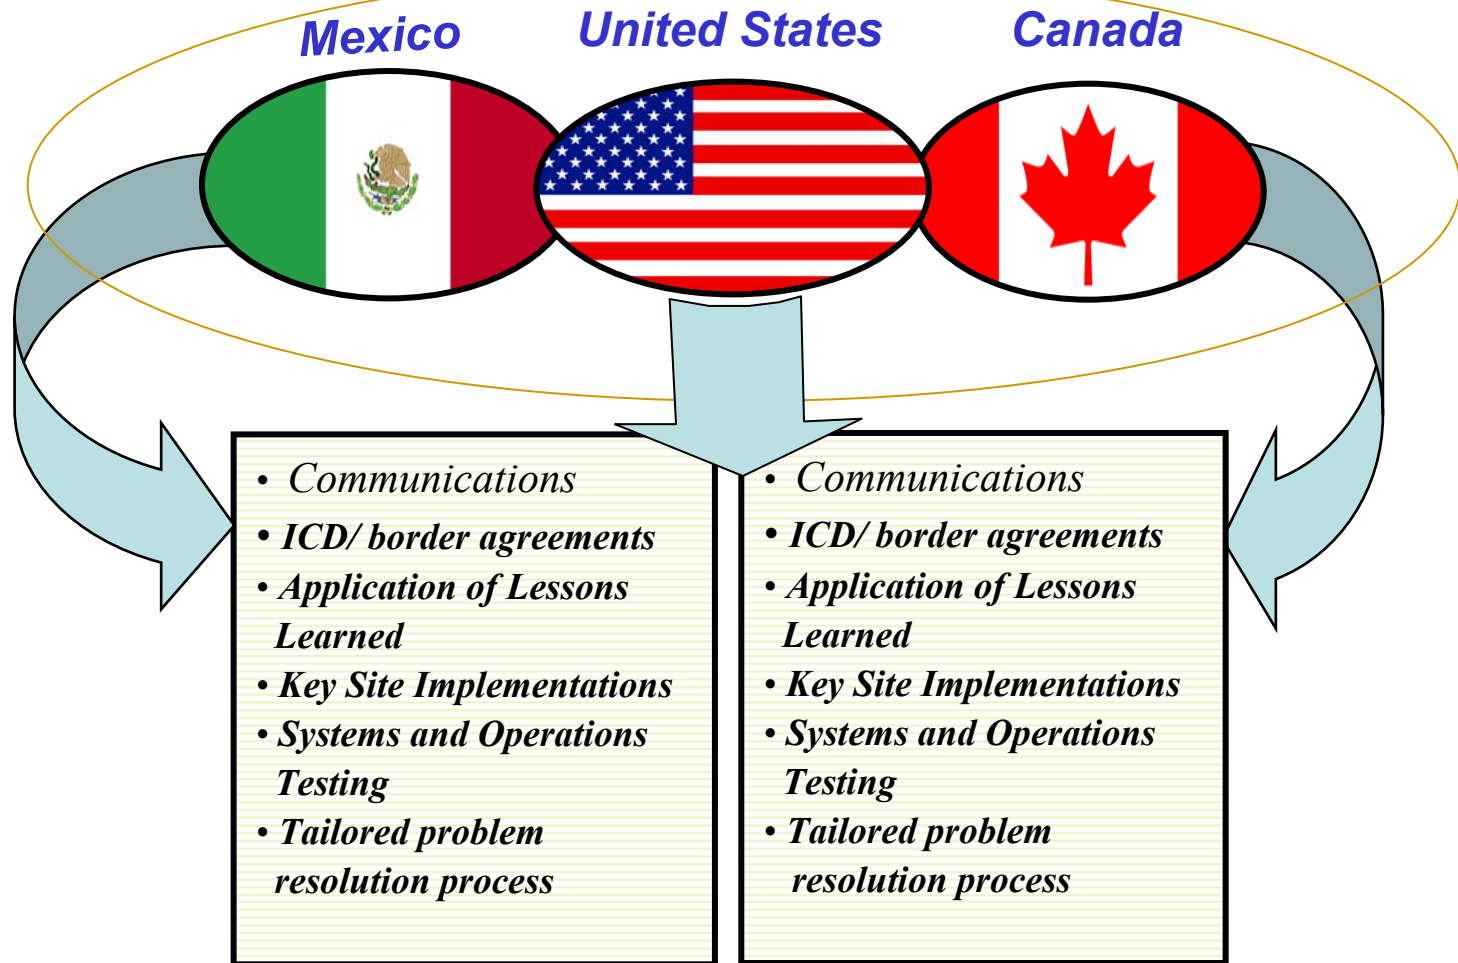 Mexico
United States
Canada
• Communications
• ICD/ border agreements
• Application of Lessons
Learned
• Key Site Implementations
• Systems and Operations
Testing
• Tailored problem
resolution process
• Communications
• ICD/ border agreements
• Application of Lessons
Learned
• Key Site Implementations
• Systems and Operations
Testing
• Tailored problem
resolution process